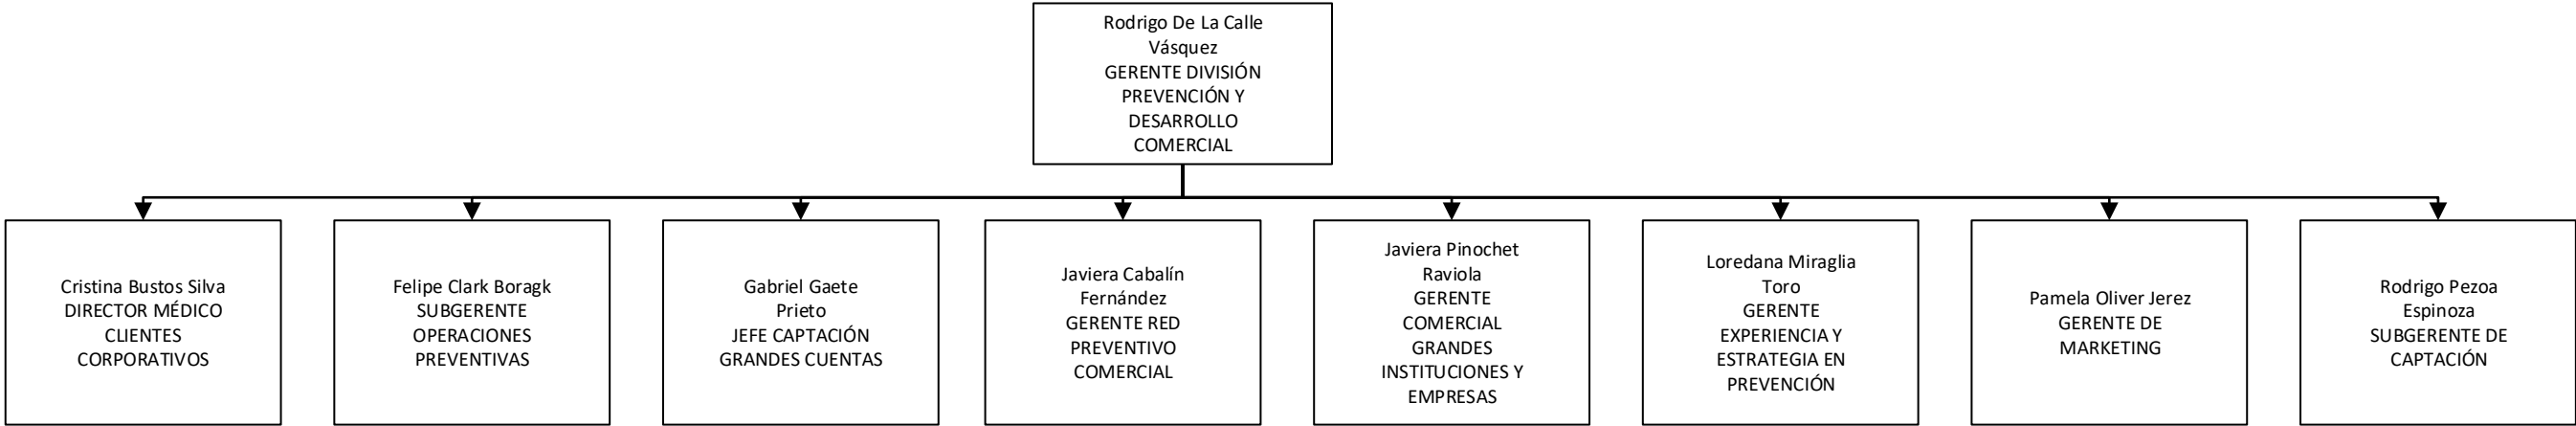 Rodrigo De La Calle
Vásquez
GERENTE DIVISIÓN
PREVENCIÓN Y
DESARROLLO
COMERCIAL
Cristina Bustos Silva
DIRECTOR MÉDICO
CLIENTES
CORPORATIVOS
Felipe Clark Boragk
SUBGERENTE
OPERACIONES
PREVENTIVAS
Gabriel Gaete
Prieto
JEFE CAPTACIÓN
GRANDES CUENTAS
Javiera Cabalín
Fernández
GERENTE RED
PREVENTIVO
COMERCIAL
Javiera Pinochet
Raviola
GERENTE
COMERCIAL
GRANDES
INSTITUCIONES Y
EMPRESAS
Loredana Miraglia
Toro
GERENTE
EXPERIENCIA Y
ESTRATEGIA EN
PREVENCIÓN
Pamela Oliver Jerez
GERENTE DE
MARKETING
Rodrigo Pezoa
Espinoza
SUBGERENTE DE
CAPTACIÓN